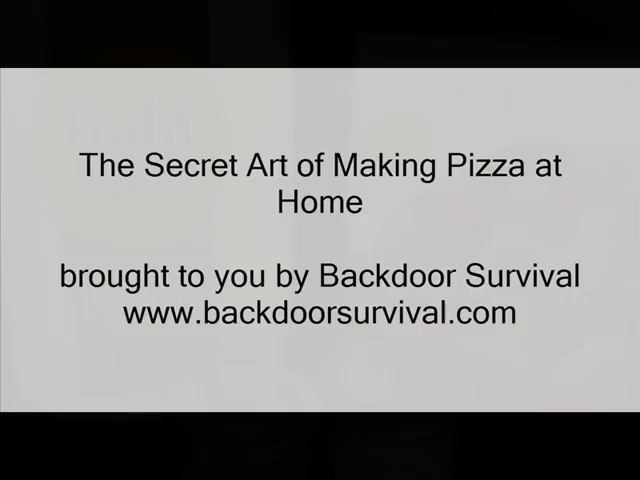 The Secret Art of Making Pizza at
Home
brought to you by Backdoor Survival
www.backdoorsurvival.com